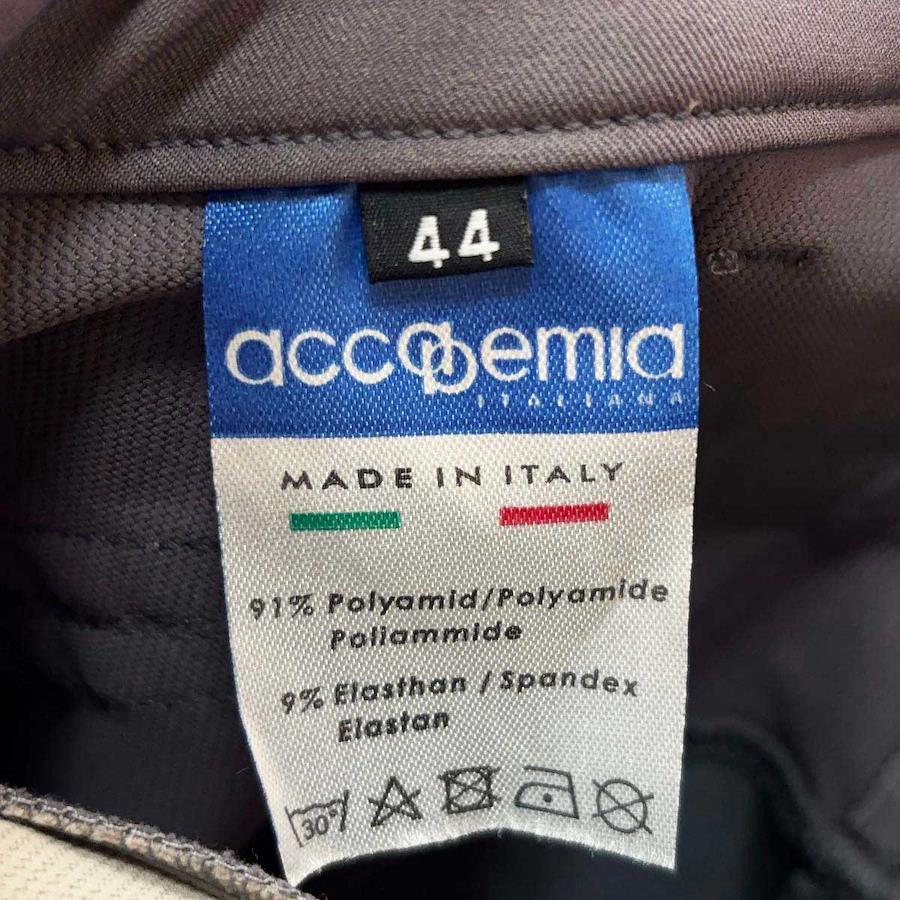 44
accademia
ITALIANA
MADE IN ITALY
91% Polyamid/Polyamide
Poliammide
9% Elasthan / Spandex
Elastan
30°